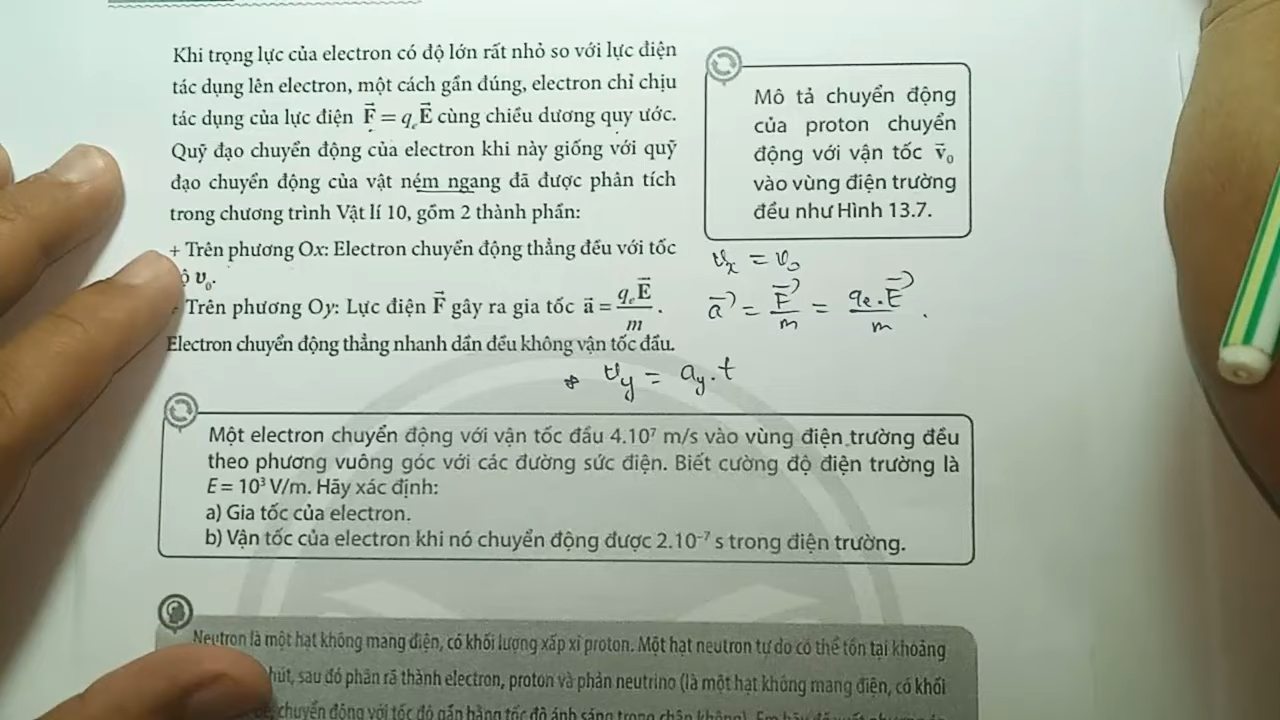 Khi trọng lực của electron có độ lớn rất nhỏ so với lực điện
tác dụng lên electron, một cách gần đúng, electron chỉ chịu
tác dụng của lực điện F⃗ = qₑE⃗ cùng chiều dương quy ước.
Quỹ đạo chuyển động của electron khi này giống với quỹ
đạo chuyển động của vật ném ngang đã được phân tích
trong chương trình Vật lí 10, gồm 2 thành phần:
+ Trên phương Ox: Electron chuyển động thẳng đều với tốc
v₀.
Trên phương Oy: Lực điện F⃗ gây ra gia tốc a⃗ = qₑE⃗/m.
Electron chuyển động thẳng nhanh dần đều không vận tốc đầu.
Mô tả chuyển động
của proton chuyển
động với vận tốc v⃗₀
vào vùng điện trường
đều như Hình 13.7.
vₓ = v₀
a⃗ = F⃗/m = qₑ.E⃗/m .
v_y = a_y.t
Một electron chuyển động với vận tốc đầu 4.10⁷ m/s vào vùng điện trường đều
theo phương vuông góc với các đường sức điện. Biết cường độ điện trường là
E = 10³ V/m. Hãy xác định:
a) Gia tốc của electron.
b) Vận tốc của electron khi nó chuyển động được 2.10⁻⁷ s trong điện trường.
Neutron là một hạt không mang điện, có khối lượng xấp xỉ proton. Một hạt neutron tự do có thể tồn tại khoảng
sau đó phân rã thành electron, proton và phản neutrino (là một hạt không mang điện, có khối
chuyển động với tốc độ gần bằng tốc độ ánh sáng trong chân không). Em hãy